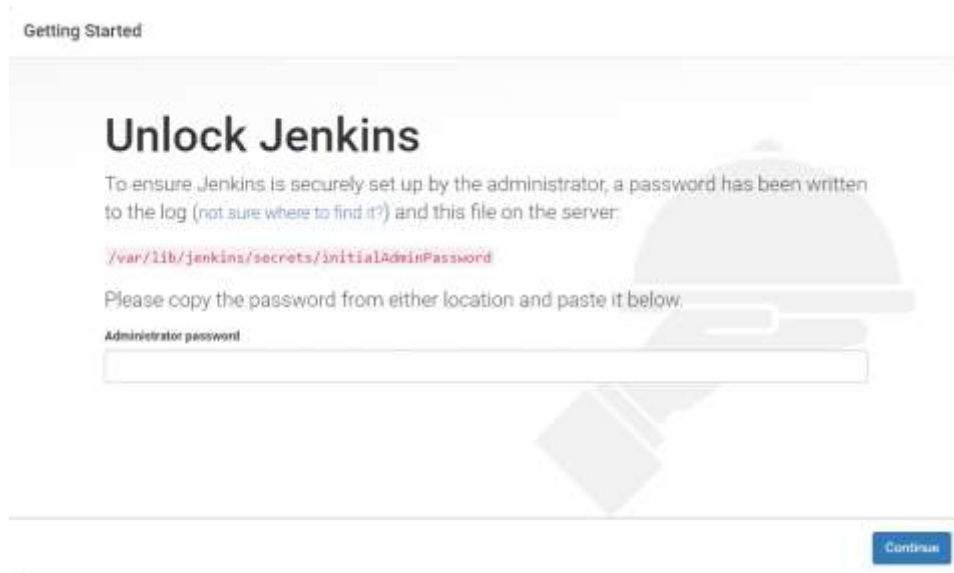 Getting Started
Unlock Jenkins
To ensure Jenkins is securely set up by the administrator, a password has been written
to the log (not sure where to find it?) and this file on the server:
/var/lib/jenkins/secrets/initialAdminPassword
Please copy the password from either location and paste it below.
Administrator password
Continue